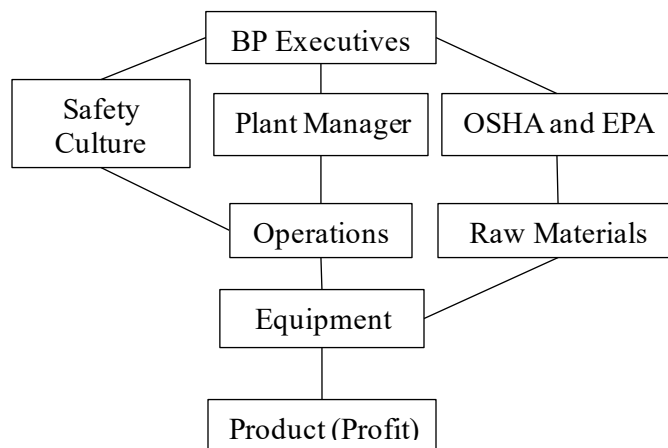 BP Executives
Safety
Culture
Plant Manager
OSHA and EPA
Operations
Raw Materials
Equipment
Product (Profit)